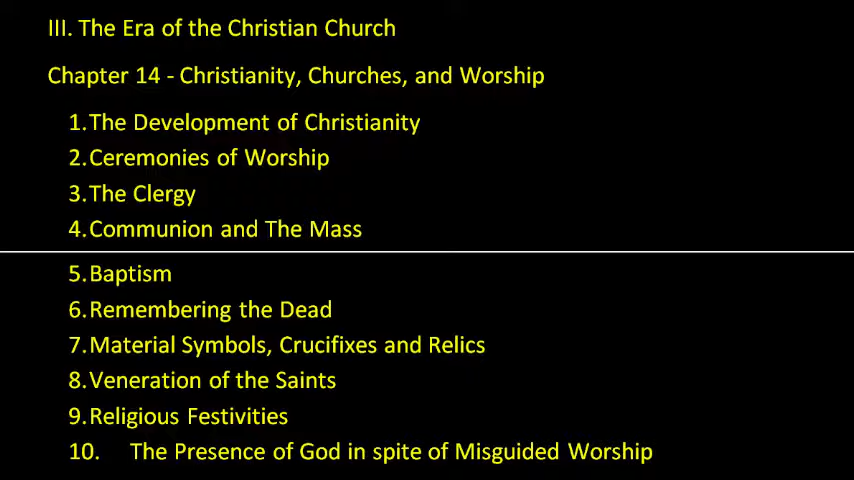 III. The Era of the Christian Church
Chapter 14 - Christianity, Churches, and Worship
1.The Development of Christianity
2.Ceremonies of Worship
3.The Clergy
4.Communion and The Mass
5.Baptism
6.Remembering the Dead
7.Material Symbols, Crucifixes and Relics
8.Veneration of the Saints
9.Religious Festivities
10. The Presence of God in spite of Misguided Worship